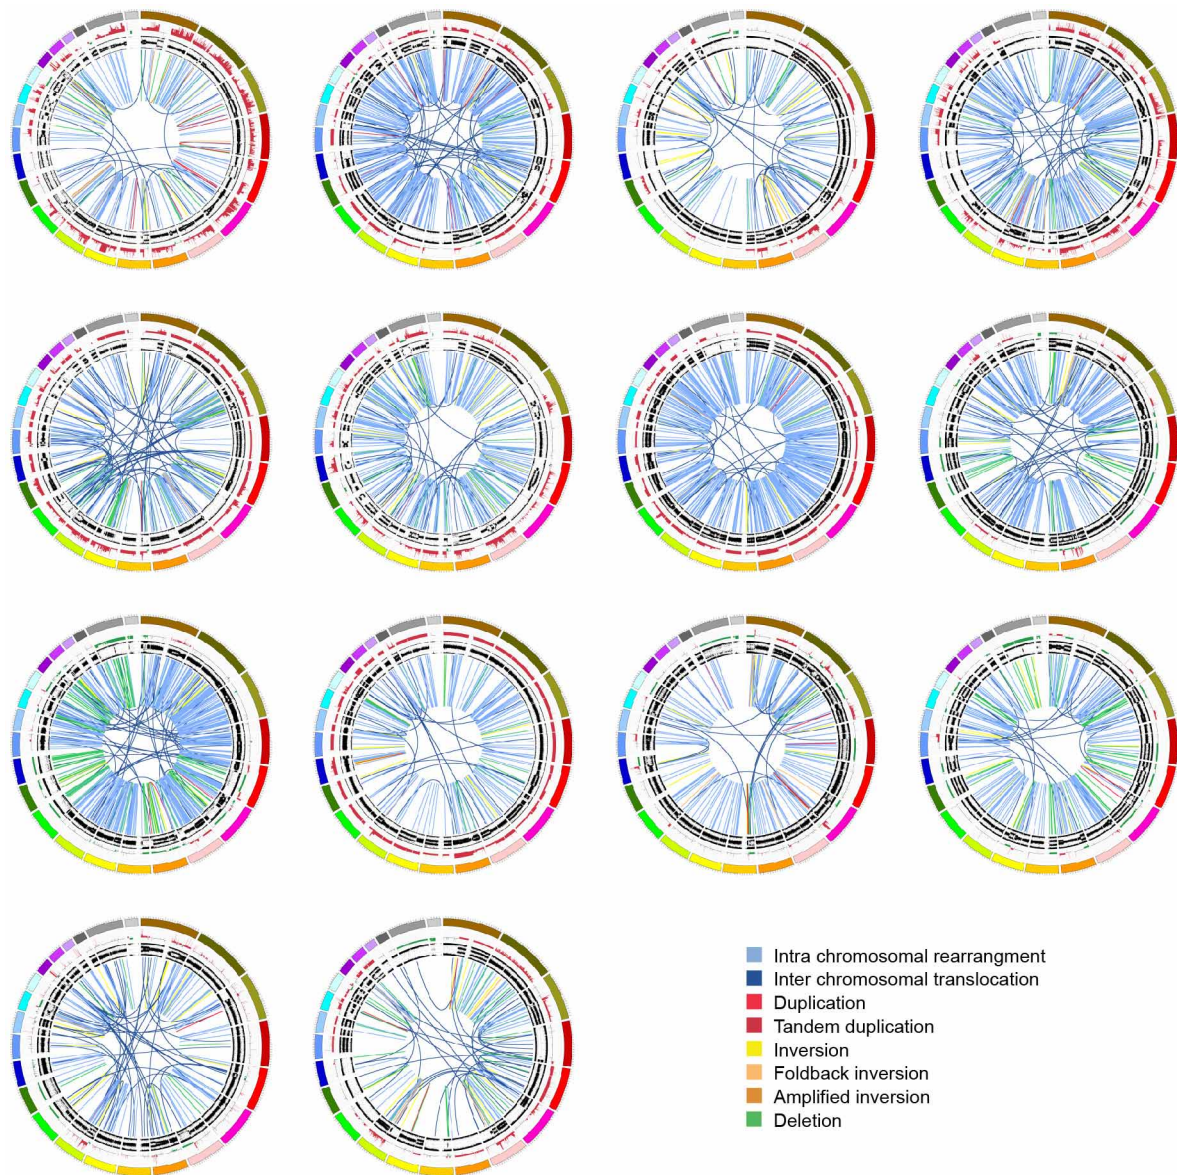 Intra chromosomal rearrangment
Inter chromosomal translocation
Duplication
Tandem duplication
Inversion
Foldback inversion
Amplified inversion
Deletion